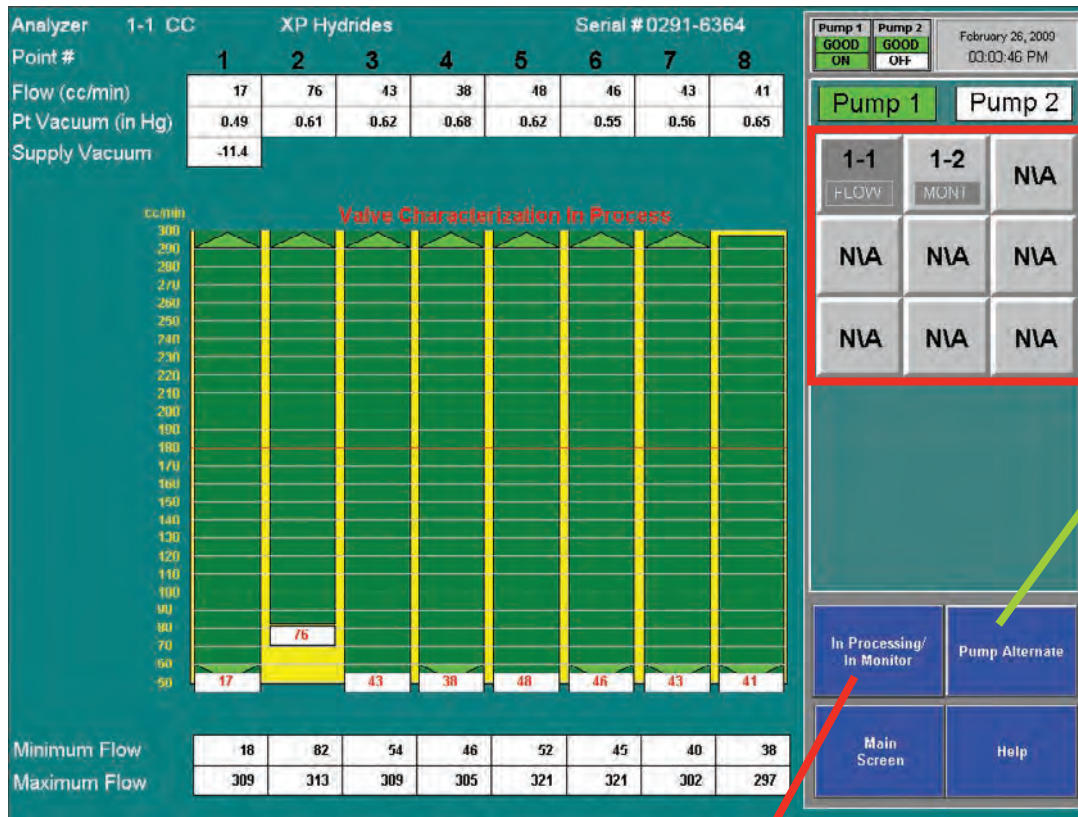 Analyzer 1-1 CC XP Hydrides Serial # 0291-6364
Point # 1 2 3 4 5 6 7 8
Flow (cc/min) 17 76 43 38 48 46 43 41
Pt Vacuum (in Hg) 0.49 0.61 0.62 0.68 0.62 0.55 0.56 0.65
Supply Vacuum -11.4
cc/min
Valve Characterization In Process
300
290
280
270
260
250
240
230
220
210
200
190
180
170
160
150
140
130
120
110
100
90
80
70
60
50
76
17 43 38 48 46 43 41
Minimum Flow 18 82 54 46 52 45 40 38
Maximum Flow 309 313 309 305 321 321 302 297
Pump 1 Pump 2
GOOD GOOD
ON OFF
February 26, 2009
03:03:46 PM
Pump 1 Pump 2
1-1 1-2 N\A
FLOW MONT
N\A N\A N\A
N\A N\A N\A
In Processing/
In Monitor
Pump Alternate
Main
Screen
Help